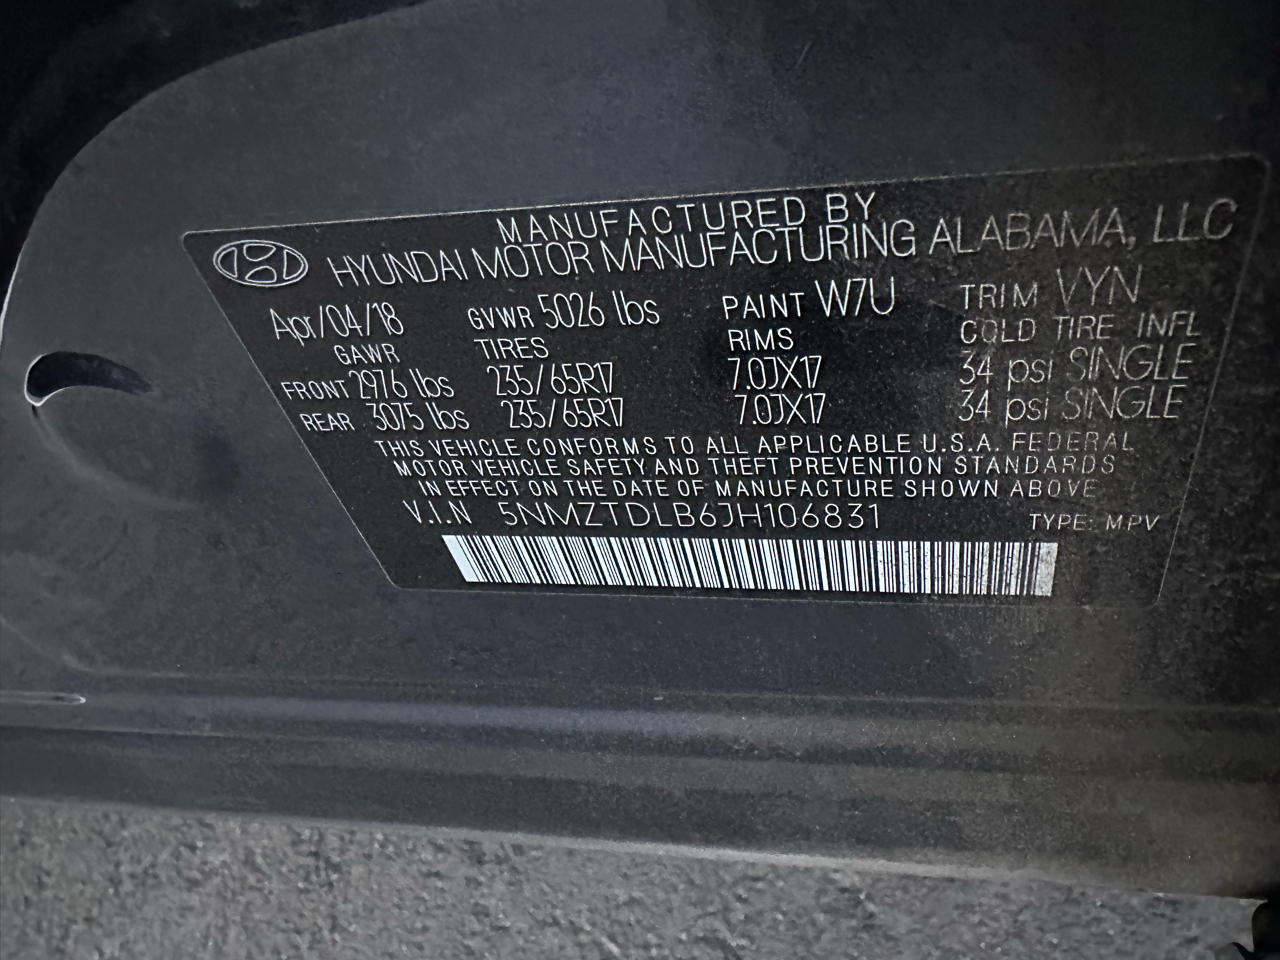 MANUFACTURED BY
HYUNDAI MOTOR MANUFACTURING ALABAMA, LLC
Apr/04/18 GVWR 5026 lbs PAINT W7U TRIM VYN
GAWR TIRES RIMS COLD TIRE INFL
FRONT 2976 lbs 235/65R17 7.0JX17 34 psi SINGLE
REAR 3075 lbs 235/65R17 7.0JX17 34 psi SINGLE
THIS VEHICLE CONFORMS TO ALL APPLICABLE U.S.A. FEDERAL
MOTOR VEHICLE SAFETY AND THEFT PREVENTION STANDARDS
IN EFFECT ON THE DATE OF MANUFACTURE SHOWN ABOVE
V.I.N 5NMZTDLB6JH106831 TYPE: M.P.V